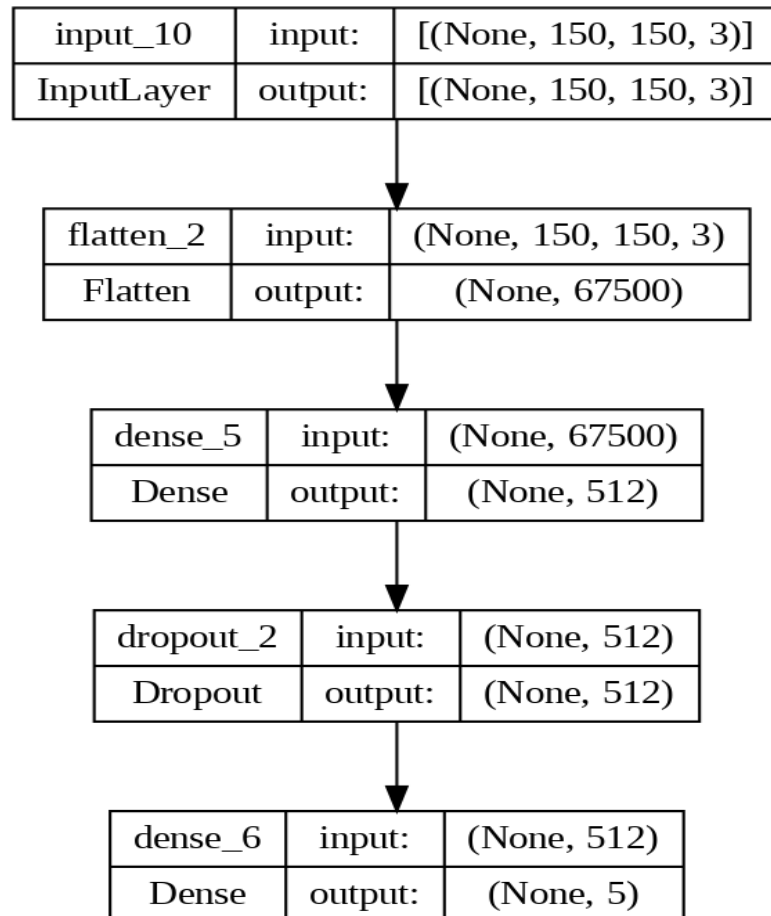 input_10 input: [(None, 150, 150, 3)]
InputLayer output: [(None, 150, 150, 3)]
flatten_2 input: (None, 150, 150, 3)
Flatten output: (None, 67500)
dense_5 input: (None, 67500)
Dense output: (None, 512)
dropout_2 input: (None, 512)
Dropout output: (None, 512)
dense_6 input: (None, 512)
Dense output: (None, 5)